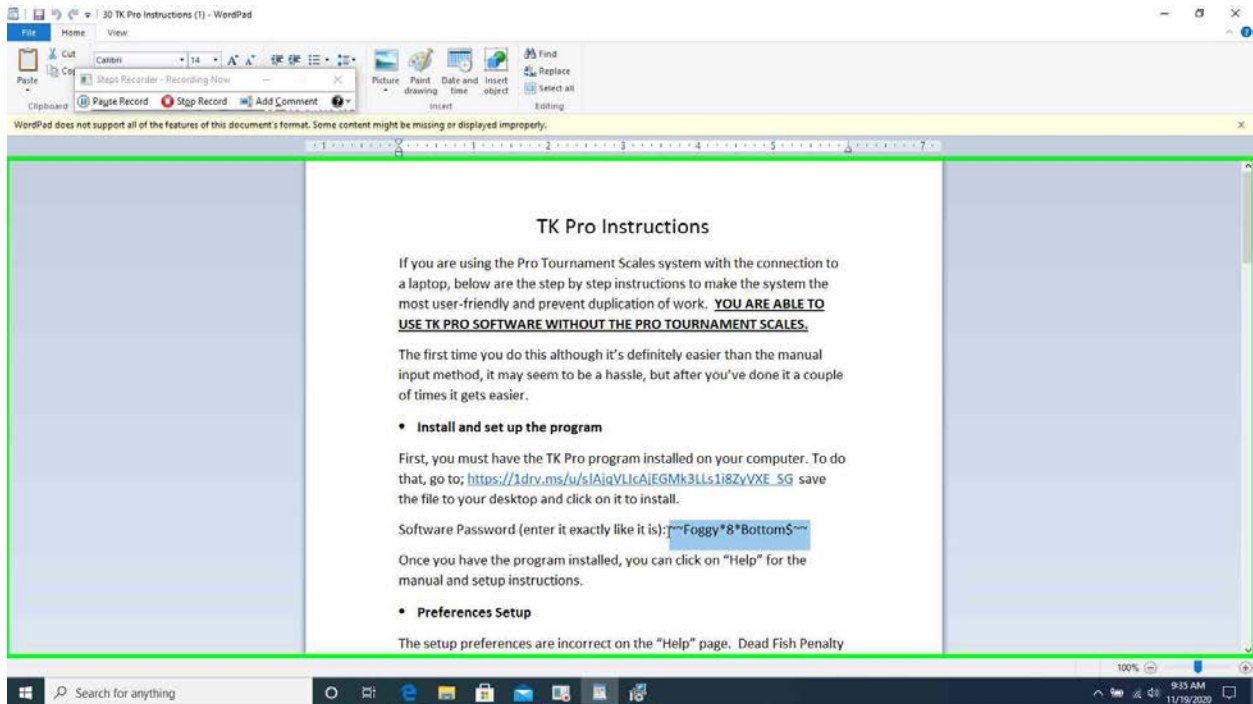 30 TK Pro Instructions (1) - WordPad
File Home View
Cut
Calibri 14
Find
Replace
Select all
Paste
Steps Recorder - Recording Now
Picture Paint drawing Date and time Insert object
Pause Record Stop Record Add Comment
Clipboard Insert Editing
WordPad does not support all of the features of this document's format. Some content might be missing or displayed improperly.
1 1 2 3 4 5 7
TK Pro Instructions
If you are using the Pro Tournament Scales system with the connection to
a laptop, below are the step by step instructions to make the system the
most user-friendly and prevent duplication of work. YOU ARE ABLE TO
USE TK PRO SOFTWARE WITHOUT THE PRO TOURNAMENT SCALES.
The first time you do this although it's definitely easier than the manual
input method, it may seem to be a hassle, but after you've done it a couple
of times it gets easier.
• Install and set up the program
First, you must have the TK Pro program installed on your computer. To do
that, go to; https://1drv.ms/u/s!AjqVLIcAjEGMk3LLs1i8ZyVXE_SG save
the file to your desktop and click on it to install.
Software Password (enter it exactly like it is): ~~Foggy*8*Bottom$~~
Once you have the program installed, you can click on “Help” for the
manual and setup instructions.
• Preferences Setup
The setup preferences are incorrect on the “Help” page. Dead Fish Penalty
100%
Search for anything
9:35 AM
11/19/2020